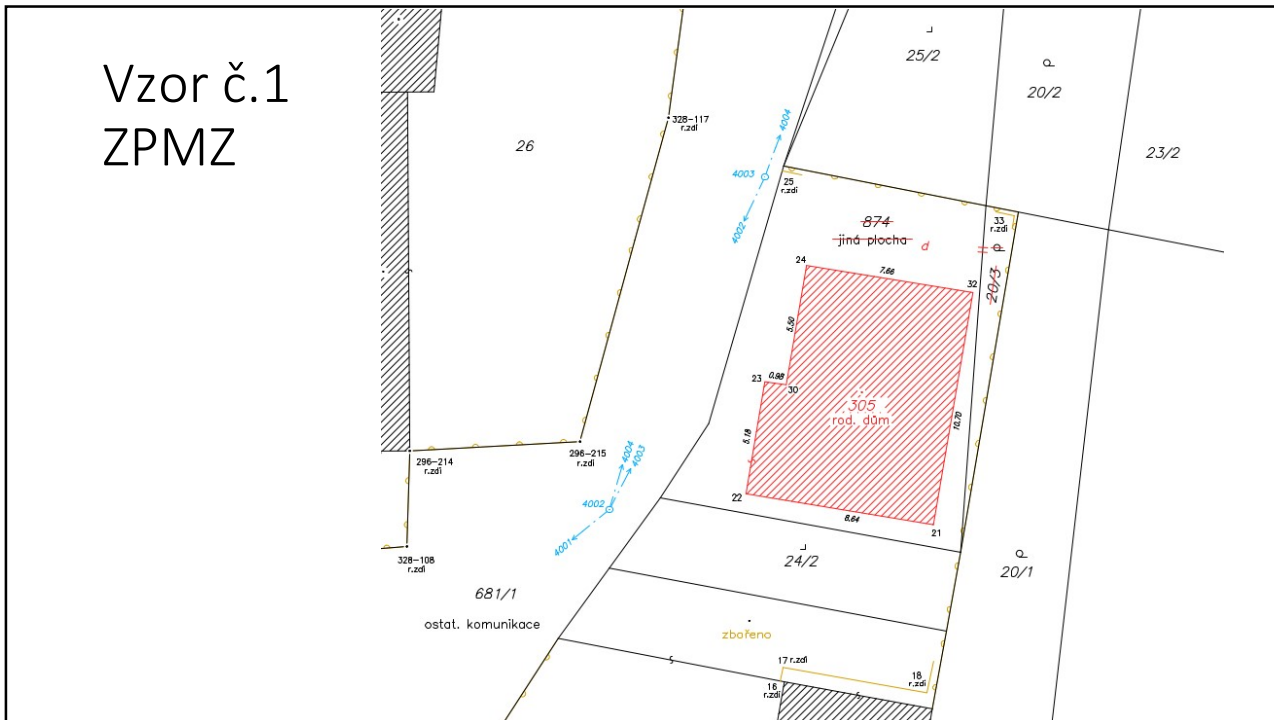 Vzor č.1
ZPMZ
25/2
20/2
23/2
26
328-117
r.zdi
4004
4003
4002
25
r.zdi
874
jiná plocha
d
33
r.zdi
20/3
24
7.66
32
5.50
23
0.98
30
305
rod. dům
5.18
10.70
22
8.64
21
296-214
r.zdi
296-215
r.zdi
4004
4003
4002
4001
328-108
r.zdi
24/2
20/1
681/1
ostat. komunikace
zbořeno
17 r.zdi
16
r.zdi
18
r.zdi